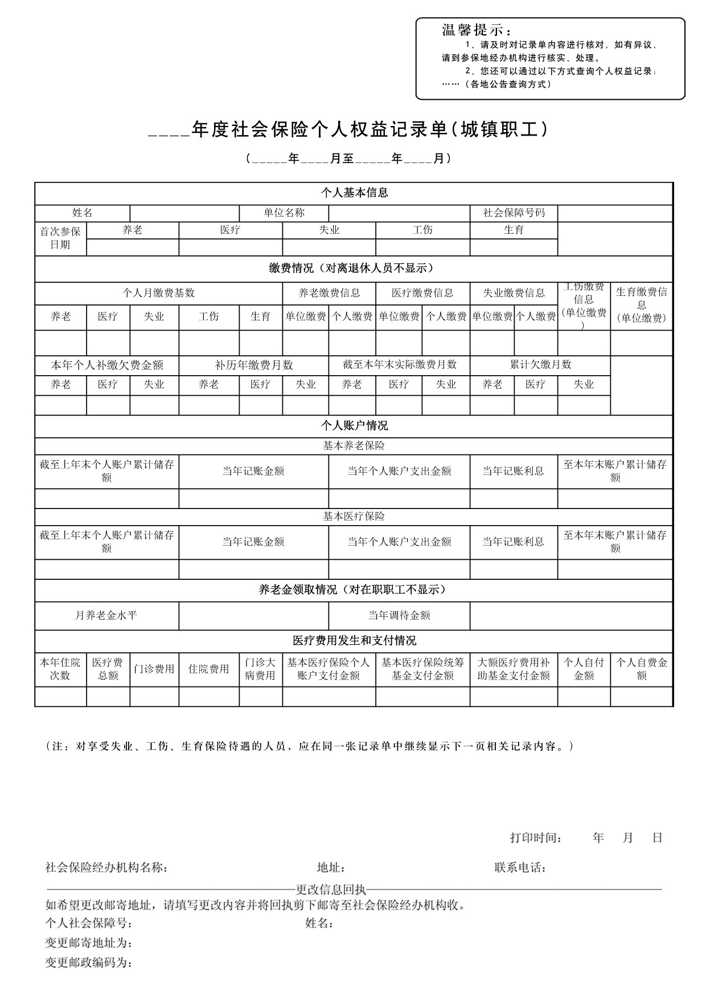 温馨提示：
1、请及时对记录单内容进行核对，如有异议，
请到参保地经办机构进行核实、处理。
2、您还可以通过以下方式查询个人权益记录：
……（各地公告查询方式）
____年度社会保险个人权益记录单（城镇职工）
（_____年____月至_____年____月）
个人基本信息
姓名 单位名称 社会保障号码
首次参保日期 养老 医疗 失业 工伤 生育
缴费情况（对离退休人员不显示）
个人月缴费基数 养老缴费信息 医疗缴费信息 失业缴费信息 工伤缴费信息（单位缴费） 生育缴费信息（单位缴费）
养老 医疗 失业 工伤 生育 单位缴费 个人缴费 单位缴费 个人缴费 单位缴费 个人缴费
本年个人补缴欠费金额 补历年缴费月数 截至本年末实际缴费月数 累计欠缴月数
养老 医疗 失业 养老 医疗 失业 养老 医疗 失业 养老 医疗 失业
个人账户情况
基本养老保险
截至上年末个人账户累计储存额 当年记账金额 当年个人账户支出金额 当年记账利息 至本年末账户累计储存额
基本医疗保险
截至上年末个人账户累计储存额 当年记账金额 当年个人账户支出金额 当年记账利息 至本年末账户累计储存额
养老金领取情况（对在职职工不显示）
月养老金水平 当年调待金额
医疗费用发生和支付情况
本年住院次数 医疗费总额 门诊费用 住院费用 门诊大病费用 基本医疗保险个人账户支付金额 基本医疗保险统筹基金支付金额 大额医疗费用补助基金支付金额 个人自付金额 个人自费金额
（注：对享受失业、工伤、生育保险待遇的人员，应在同一张记录单中继续显示下一页相关记录内容。）
打印时间： 年 月 日
社会保险经办机构名称： 地址： 联系电话：
更改信息回执
如希望更改邮寄地址，请填写更改内容并将回执剪下邮寄至社会保险经办机构收。
个人社会保障号： 姓名：
变更邮寄地址为：
变更邮政编码为：